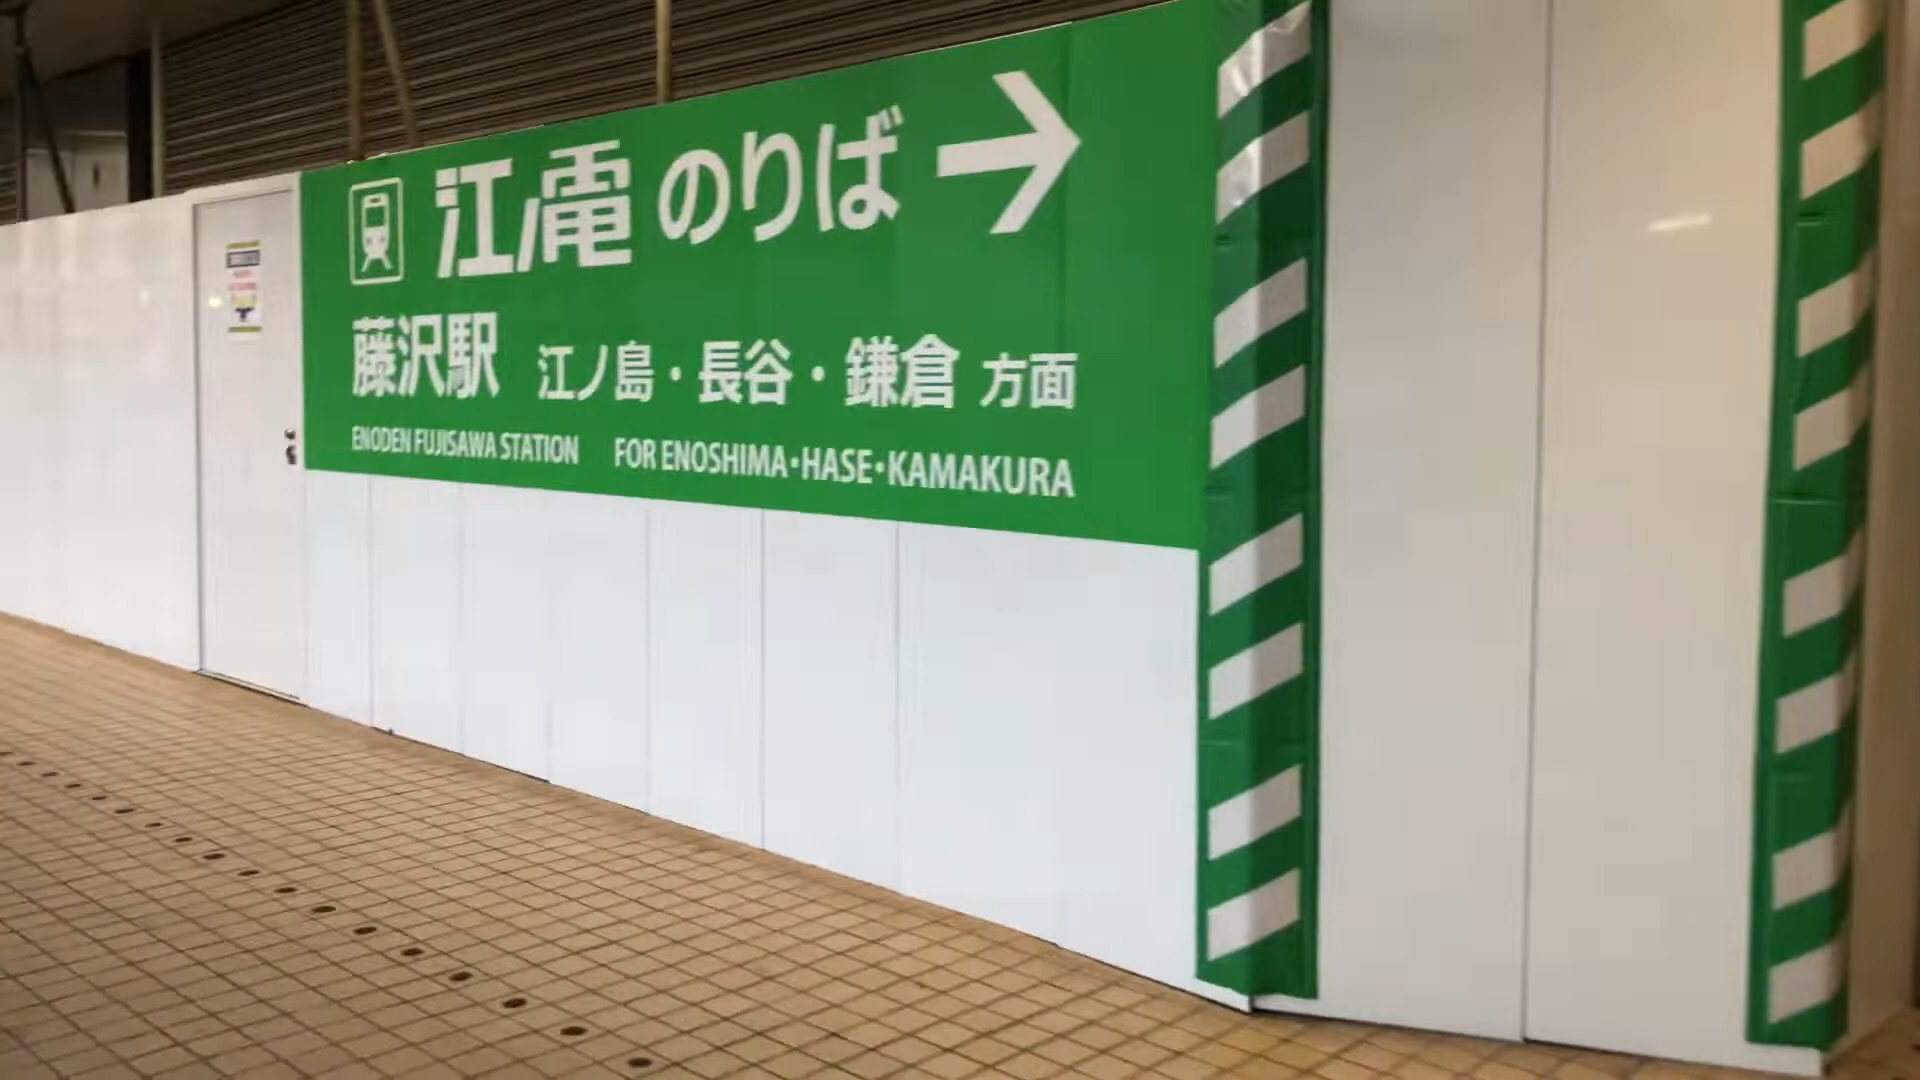 江ノ電 のりば →
藤沢駅 江ノ島・長谷・鎌倉 方面
ENODEN FUJISAWA STATION FOR ENOSHIMA・HASE・KAMAKURA